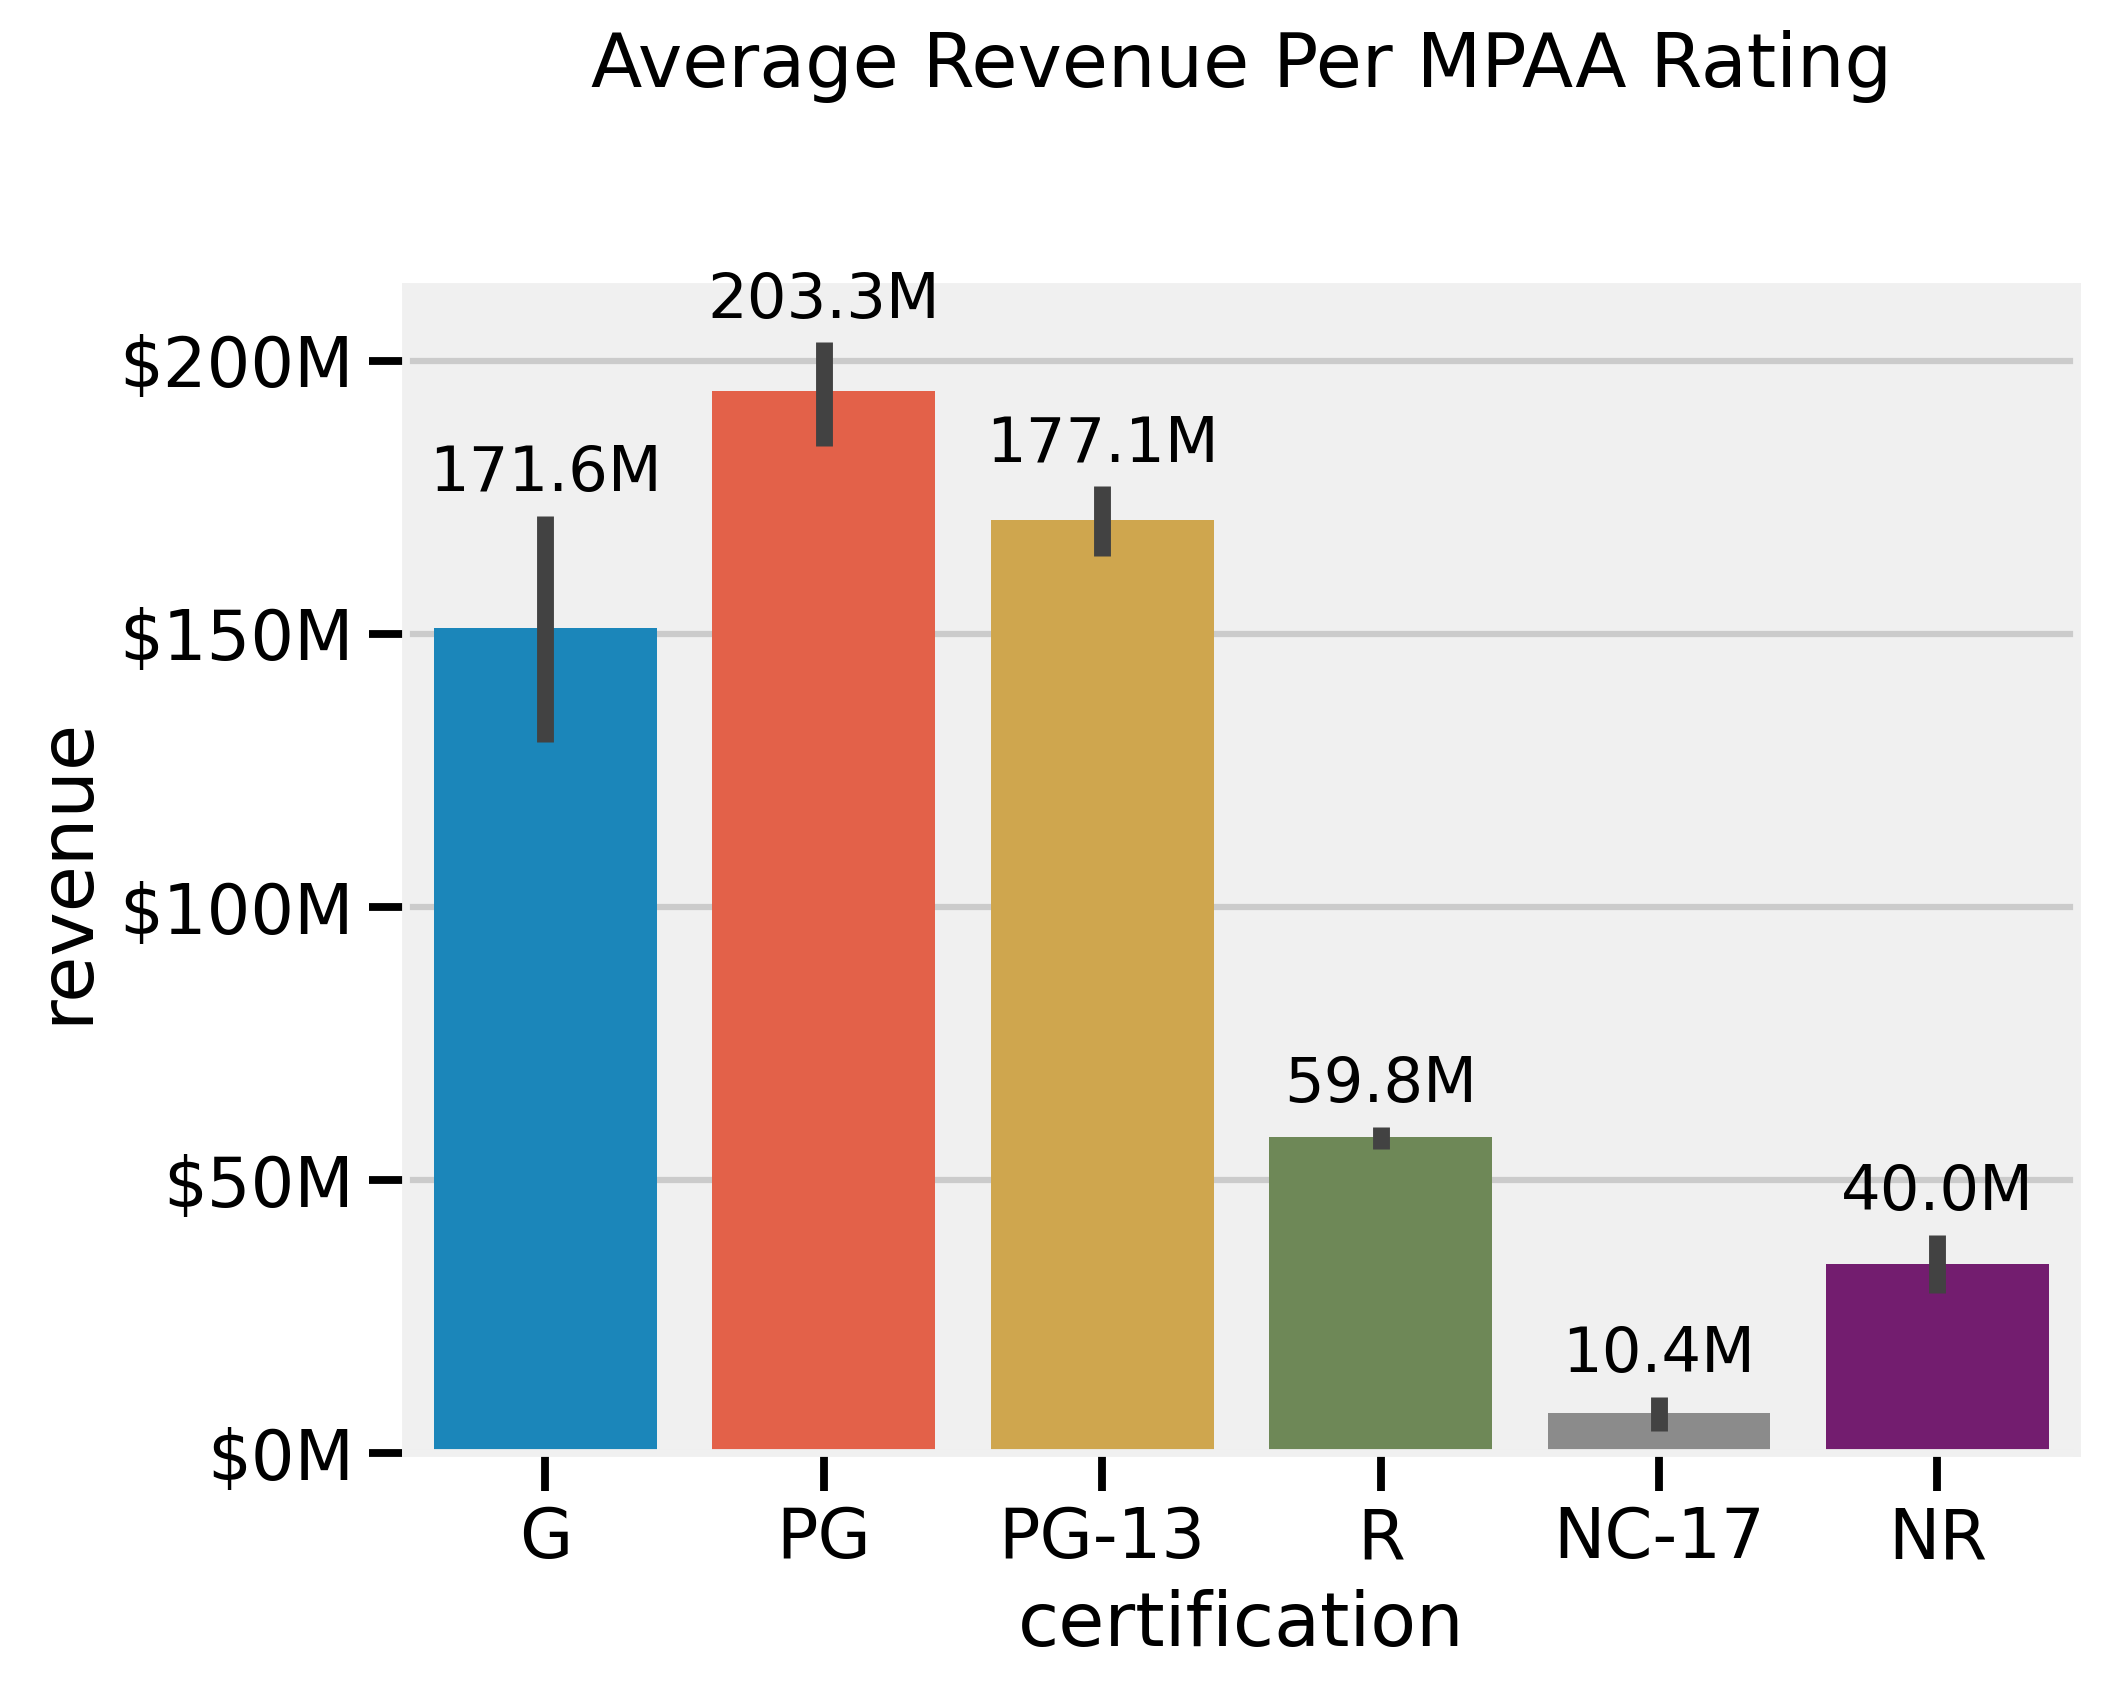 Average Revenue Per MPAA Rating
203.3M
$200M
177.1M
171.6M
$150M
revenue
$100M
59.8M
$50M
40.0M
10.4M
$0M
G PG PG-13 R NC-17 NR
certification